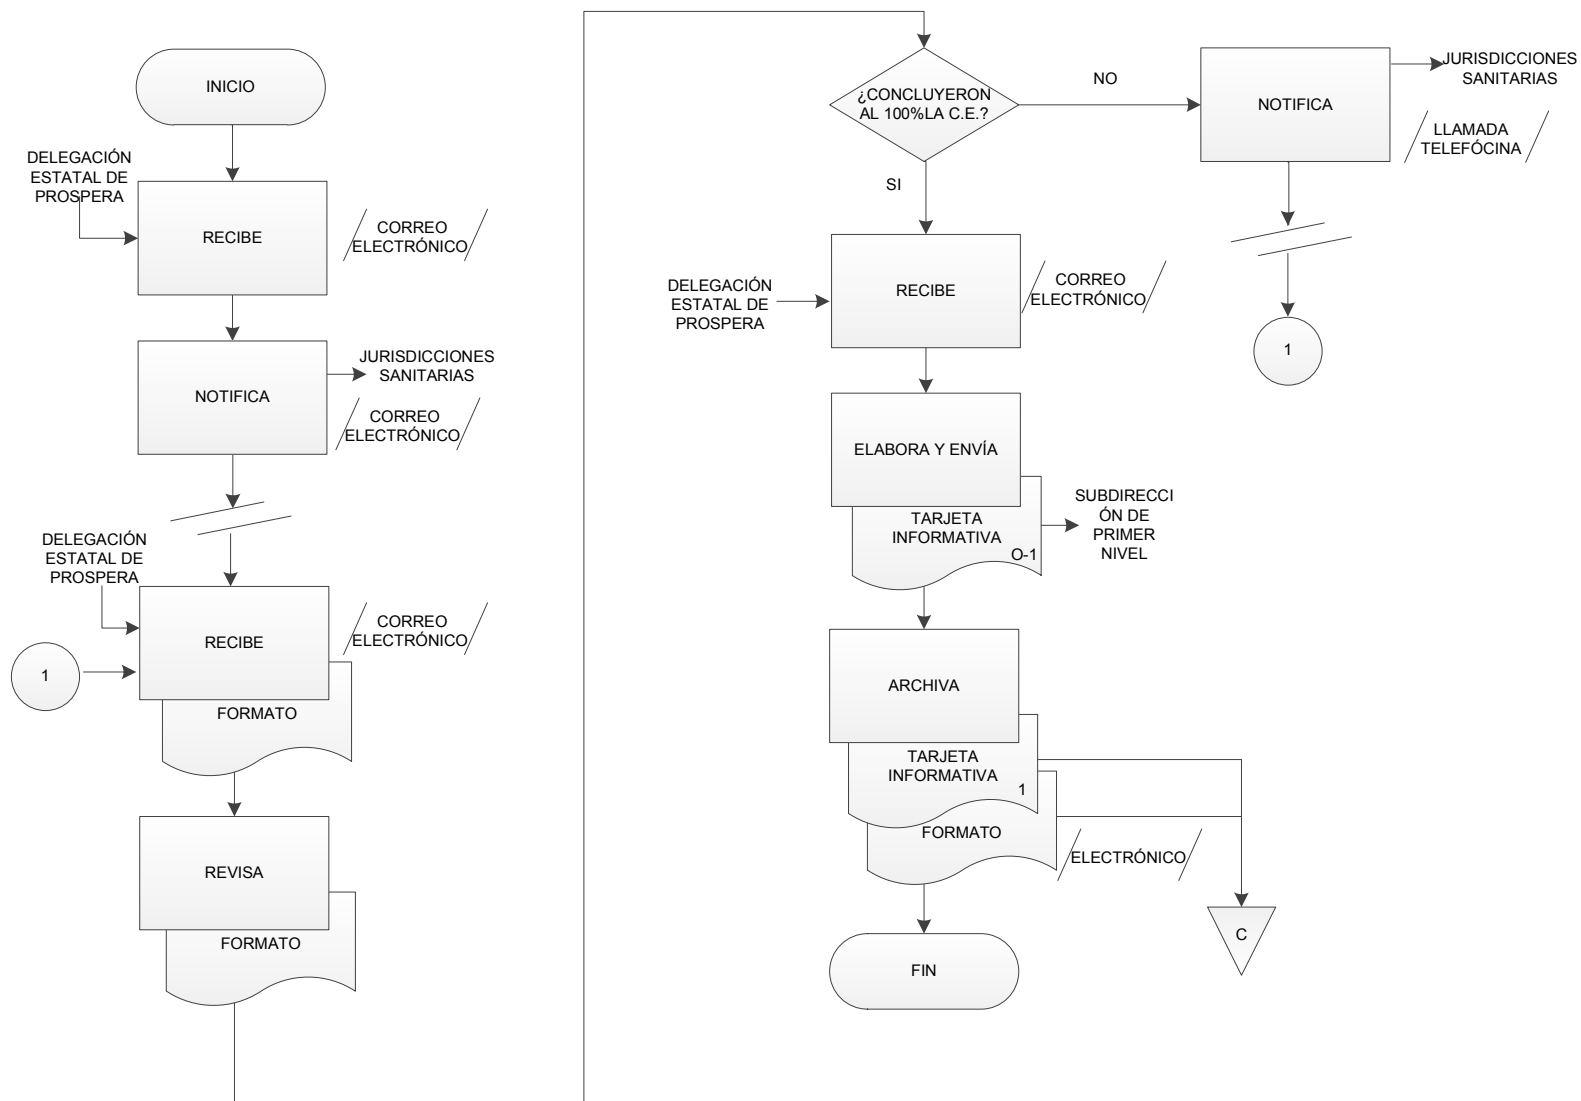 INICIO
DELEGACIÓN
ESTATAL DE
PROSPERA
RECIBE
CORREO
ELECTRÓNICO
NOTIFICA
JURISDICCIONES
SANITARIAS
CORREO
ELECTRÓNICO
DELEGACIÓN
ESTATAL DE
PROSPERA
RECIBE
CORREO
ELECTRÓNICO
1
FORMATO
REVISA
FORMATO
¿CONCLUYERON
AL 100%LA C.E.?
NO
NOTIFICA
JURISDICCIONES
SANITARIAS
LLAMADA
TELEFÓCINA
1
SI
DELEGACIÓN
ESTATAL DE
PROSPERA
RECIBE
CORREO
ELECTRÓNICO
ELABORA Y ENVÍA
TARJETA
INFORMATIVA
O-1
SUBDIRECCI
ÓN DE
PRIMER
NIVEL
ARCHIVA
TARJETA
INFORMATIVA
1
FORMATO
ELECTRÓNICO
C
FIN